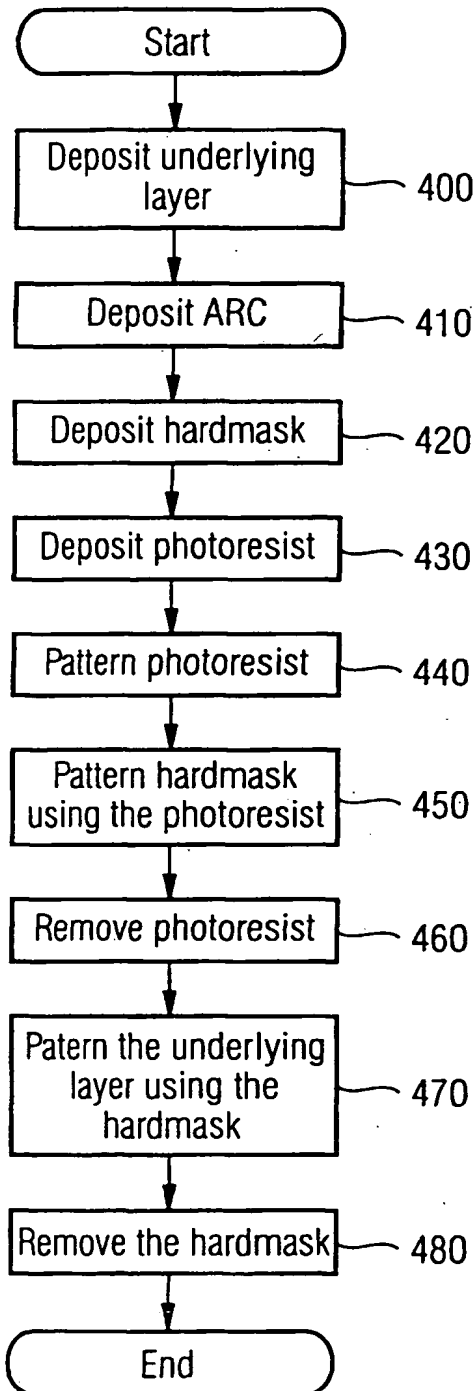 Start
Deposit underlying
layer
400
Deposit ARC
410
Deposit hardmask
420
Deposit photoresist
430
Pattern photoresist
440
Pattern hardmask
using the photoresist
450
Remove photoresist
460
Patern the underlying
layer using the
hardmask
470
Remove the hardmask
480
End